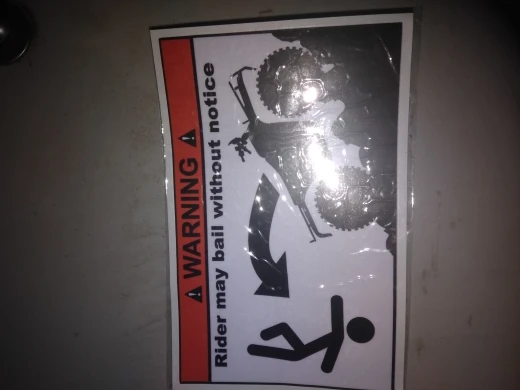 WARNING
Rider may bail without notice